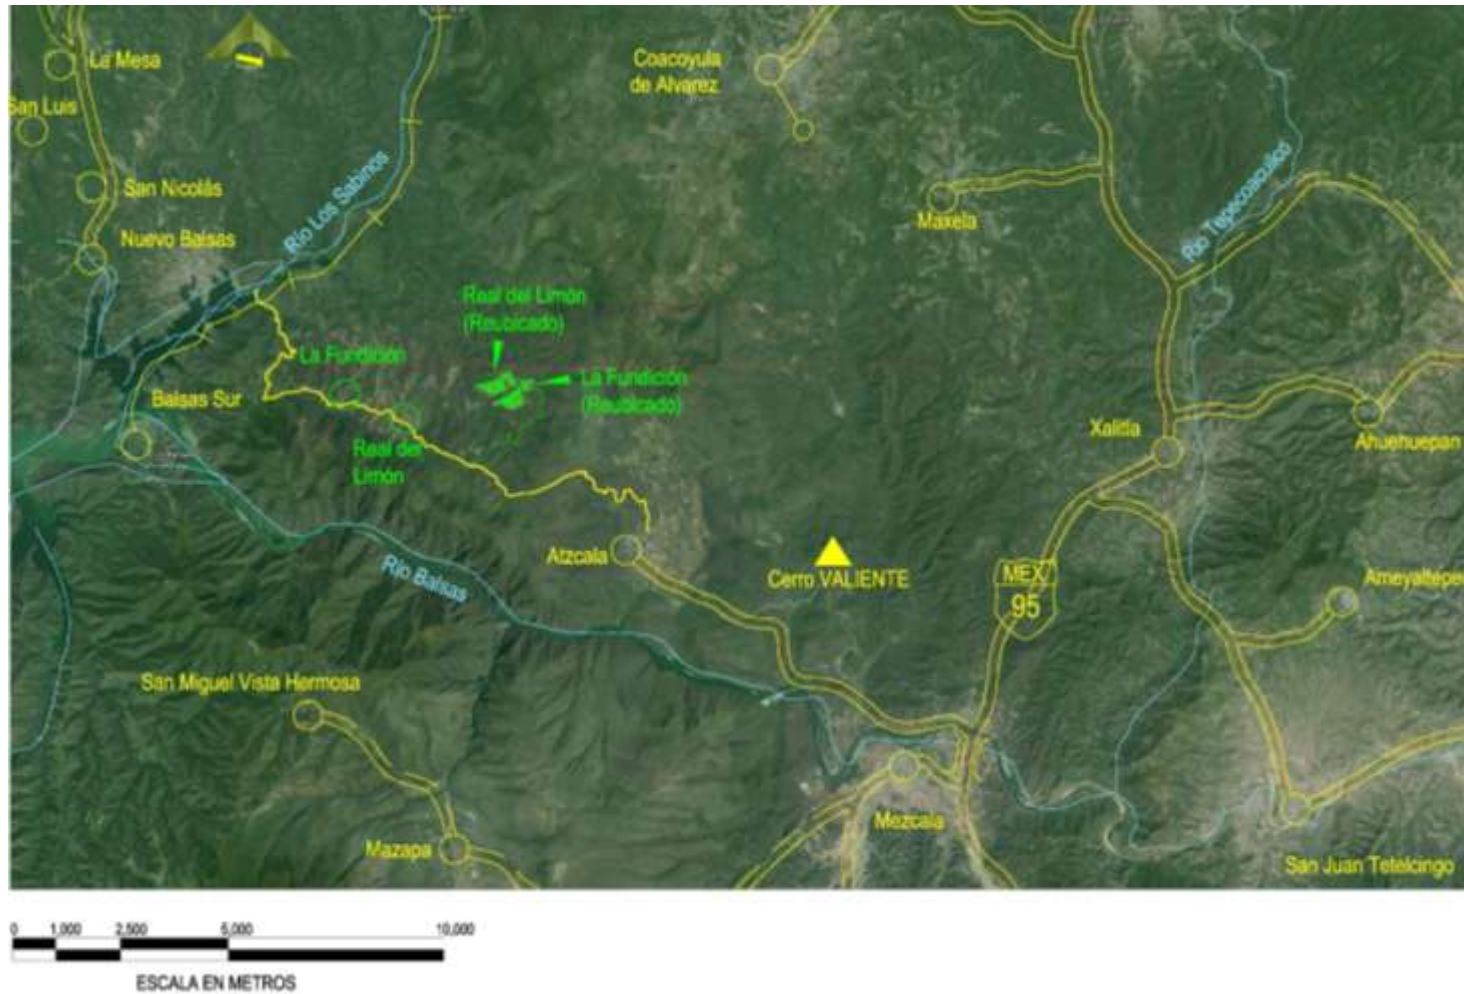 La Mesa
Coacoyula
de Alvarez
San Luis
Río Los Sabinos
Río Tepecoacuilco
San Nicolás
Maxela
Nuevo Balsas
Real del Limón
(Reubicado)
La Fundición
La Fundición
(Reubicado)
Balsas Sur
Xalitla
Ahuehuepan
Real del
Limón
Atzcala
Río Balsas
Cerro VALIENTE
MEX
95
San Miguel Vista Hermosa
Mazapa
Mezcala
San Juan Tetelcingo
0 1,000 2,500 5,000 10,000
ESCALA EN METROS